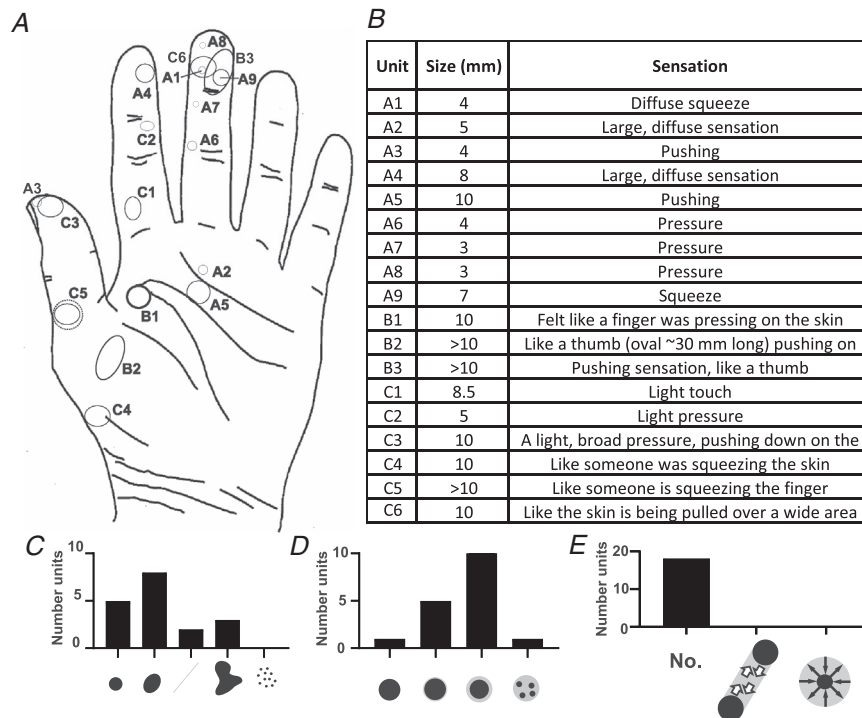 A
A8
C6
B3
A1
A9
A4
A7
C2
A6
A3
C1
C3
A2
C5
A5
B1
B2
C4
B
Unit Size (mm) Sensation
A1 4 Diffuse squeeze
A2 5 Large, diffuse sensation
A3 4 Pushing
A4 8 Large, diffuse sensation
A5 10 Pushing
A6 4 Pressure
A7 3 Pressure
A8 3 Pressure
A9 7 Squeeze
B1 10 Felt like a finger was pressing on the skin
B2 >10 Like a thumb (oval ~30 mm long) pushing on
B3 >10 Pushing sensation, like a thumb
C1 8.5 Light touch
C2 5 Light pressure
C3 10 A light, broad pressure, pushing down on the
C4 10 Like someone was squeezing the skin
C5 >10 Like someone is squeezing the finger
C6 10 Like the skin is being pulled over a wide area
C
Number units
10
5
0
D
Number units
10
5
0
E
Number units
20
10
0
No.